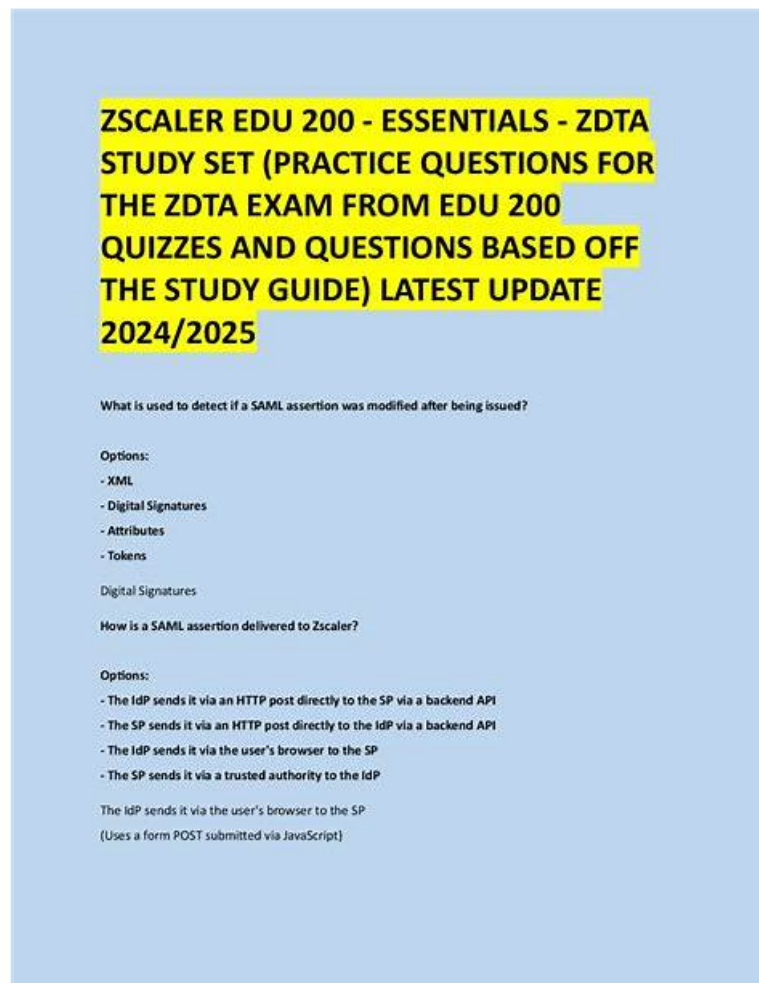 ZSCALER EDU 200 - ESSENTIALS - ZDTA
STUDY SET (PRACTICE QUESTIONS FOR
THE ZDTA EXAM FROM EDU 200
QUIZZES AND QUESTIONS BASED OFF
THE STUDY GUIDE) LATEST UPDATE
2024/2025
What is used to detect if a SAML assertion was modified after being issued?
Options:
- XML
- Digital Signatures
- Attributes
- Tokens
Digital Signatures
How is a SAML assertion delivered to Zscaler?
Options:
- The IdP sends it via an HTTP post directly to the SP via a backend API
- The SP sends it via an HTTP post directly to the IdP via a backend API
- The IdP sends it via the user's browser to the SP
- The SP sends it via a trusted authority to the IdP
The IdP sends it via the user's browser to the SP
(Uses a form POST submitted via JavaScript)